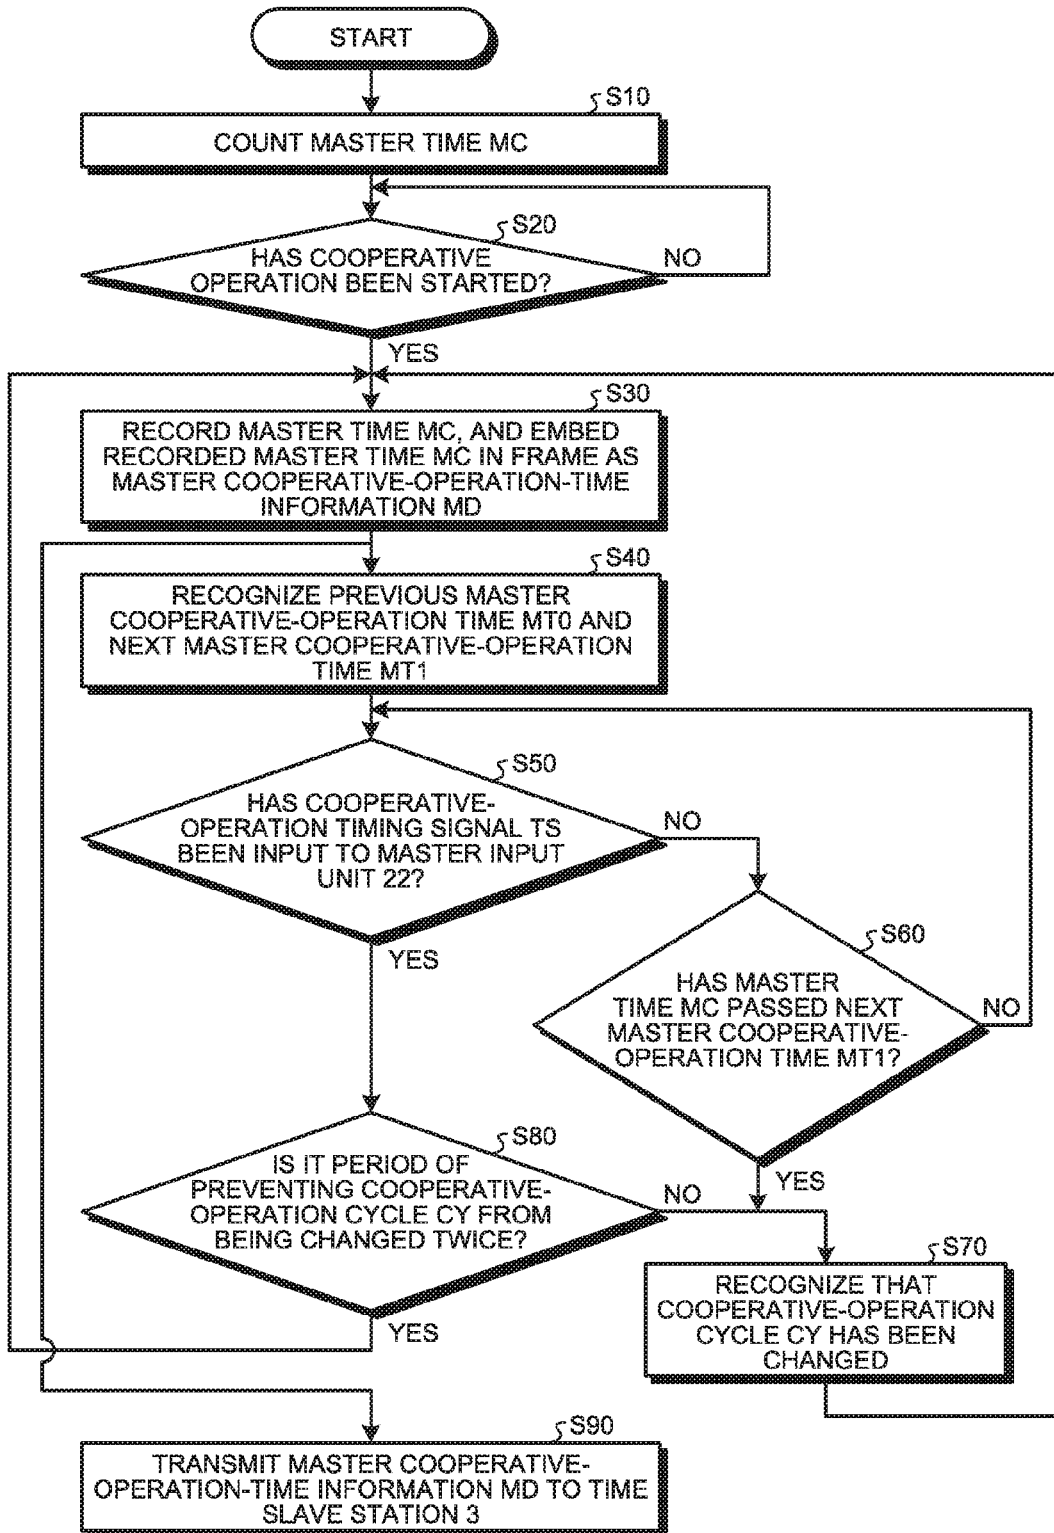 START
S10
COUNT MASTER TIME MC
S20
HAS COOPERATIVE
OPERATION BEEN STARTED?
NO
YES
S30
RECORD MASTER TIME MC, AND EMBED
RECORDED MASTER TIME MC IN FRAME AS
MASTER COOPERATIVE-OPERATION-TIME
INFORMATION MD
S40
RECOGNIZE PREVIOUS MASTER
COOPERATIVE-OPERATION TIME MT0 AND
NEXT MASTER COOPERATIVE-OPERATION
TIME MT1
S50
HAS COOPERATIVE-
OPERATION TIMING SIGNAL TS
BEEN INPUT TO MASTER INPUT
UNIT 22?
NO
YES
S60
HAS MASTER
TIME MC PASSED NEXT
MASTER COOPERATIVE-
OPERATION TIME MT1?
NO
YES
S80
IS IT PERIOD OF
PREVENTING COOPERATIVE-
OPERATION CYCLE CY FROM
BEING CHANGED TWICE?
NO
YES
S70
RECOGNIZE THAT
COOPERATIVE-OPERATION
CYCLE CY HAS BEEN
CHANGED
S90
TRANSMIT MASTER COOPERATIVE-
OPERATION-TIME INFORMATION MD TO TIME
SLAVE STATION 3